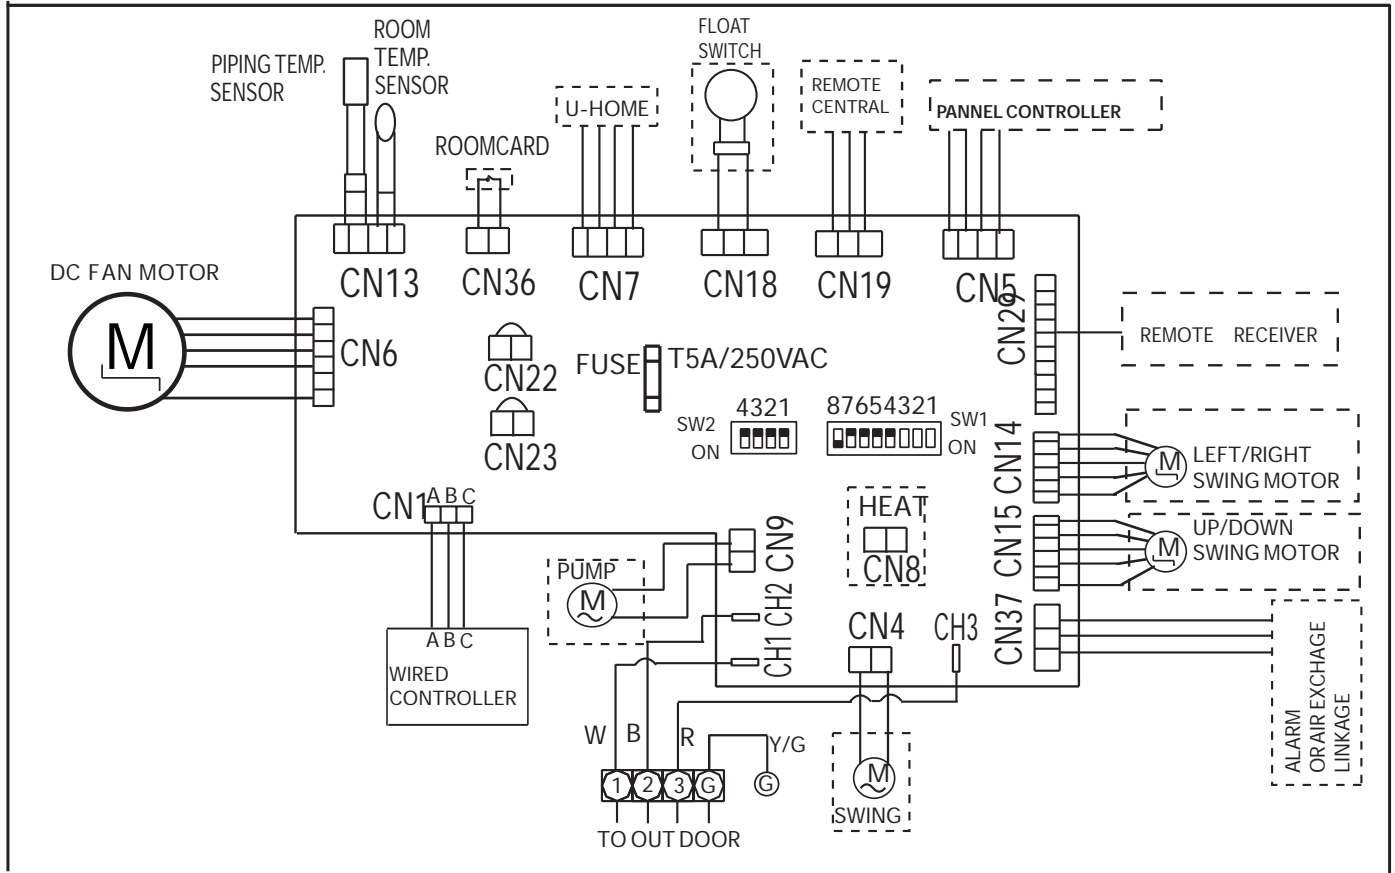 FLOAT
SWITCH
ROOM
TEMP.
SENSOR
PIPING TEMP.
SENSOR
ROOMCARD
U-HOME
REMOTE
CENTRAL
PANNEL CONTROLLER
CN13
CN36
CN7
CN18
CN19
CN5
DC FAN MOTOR
M
CN6
CN22
CN23
FUSE
T5A/250VAC
CN29
REMOTE RECEIVER
4321
SW2
ON
87654321
SW1
ON
CN14
M
LEFT/RIGHT
SWING MOTOR
CN15
M
UP/DOWN
SWING MOTOR
CN1
A B C
A B C
WIRED
CONTROLLER
PUMP
M
CN9
CH2
CH1
HEAT
CN8
CN4
CH3
CN37
ALARM
ORAIR EXCHAGE
LINKAGE
W
B
R
Y/G
1
2
3
G
G
TO OUT DOOR
M
SWING